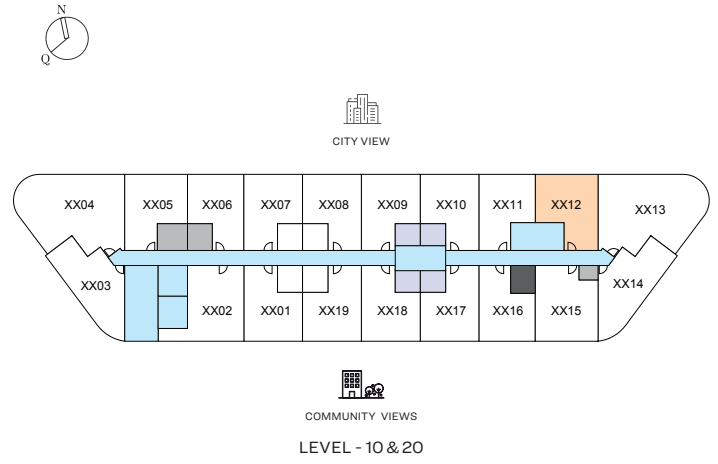 N
Q
CITY VIEW
XX04
XX05
XX06
XX07
XX08
XX09
XX10
XX11
XX12
XX13
XX03
XX02
XX01
XX19
XX18
XX17
XX16
XX15
XX14
COMMUNITY VIEWS
LEVEL - 10 & 20